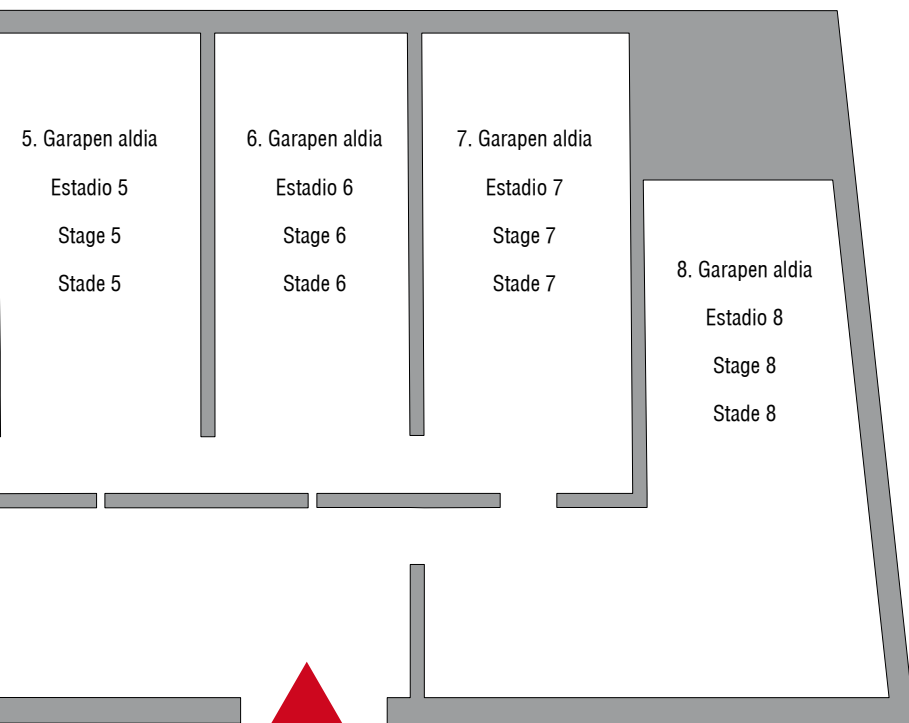 5. Garapen aldia
Estadio 5
Stage 5
Stade 5
6. Garapen aldia
Estadio 6
Stage 6
Stade 6
7. Garapen aldia
Estadio 7
Stage 7
Stade 7
8. Garapen aldia
Estadio 8
Stage 8
Stade 8